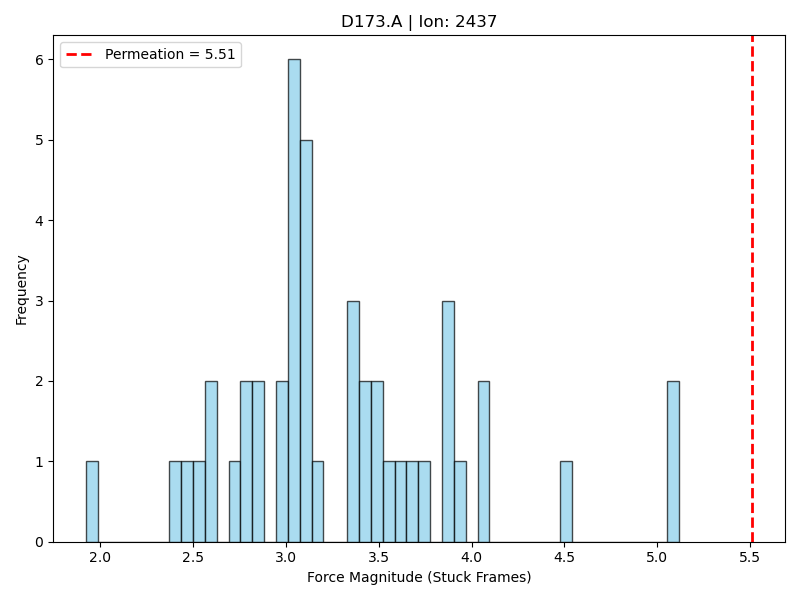 D173.A | Ion: 2437
Permeation = 5.51
Frequency
6
5
4
3
2
1
0
2.0 2.5 3.0 3.5 4.0 4.5 5.0 5.5
Force Magnitude (Stuck Frames)